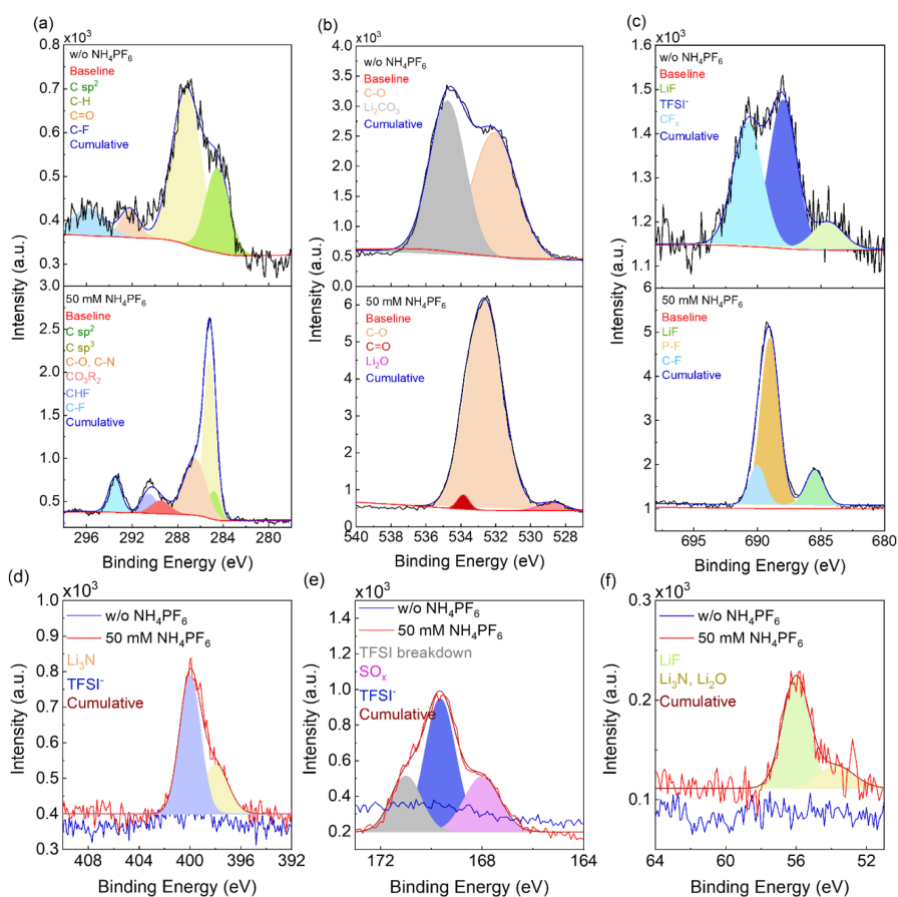 (a)
x10³
0.8
w/o NH₄PF₆
Baseline
C sp²
C-H
C=O
C-F
Cumulative
0.7
0.6
0.5
0.4
0.3
3.0
50 mM NH₄PF₆
Baseline
C sp²
C sp³
C-O, C-N
CO₃R₂
CHF
C-F
Cumulative
2.5
2.0
1.5
1.0
0.5
296 292 288 284 280
Binding Energy (eV)
Intensity (a.u.)
(b)
x10³
4.0
w/o NH₄PF₆
Baseline
C-O
Li₂CO₃
Cumulative
3.5
3.0
2.5
2.0
1.5
1.0
0.5
0.0
50 mM NH₄PF₆
Baseline
C-O
C=O
Li₂O
Cumulative
6
5
4
3
2
1
0
540 538 536 534 532 530 528
Binding Energy (eV)
Intensity (a.u.)
(c)
x10³
1.6
w/o NH₄PF₆
Baseline
LiF
TFSI⁻
CFₓ
Cumulative
1.5
1.4
1.3
1.2
1.1
6
50 mM NH₄PF₆
Baseline
LiF
P-F
C-F
Cumulative
5
4
3
2
1
695 690 685 680
Binding Energy (eV)
Intensity (a.u.)
(d)
x10³
1.0
w/o NH₄PF₆
50 mM NH₄PF₆
Li₃N
TFSI⁻
Cumulative
0.9
0.8
0.7
0.6
0.5
0.4
0.3
408 404 400 396 392
Binding Energy (eV)
Intensity (a.u.)
(e)
x10³
1.4
w/o NH₄PF₆
50 mM NH₄PF₆
TFSI breakdown
SOₓ
TFSI⁻
Cumulative
1.2
1.0
0.8
0.6
0.4
0.2
172 168 164
Binding Energy (eV)
Intensity (a.u.)
(f)
x10³
0.3
w/o NH₄PF₆
50 mM NH₄PF₆
LiF
Li₃N, Li₂O
Cumulative
0.2
0.1
64 60 56 52
Binding Energy (eV)
Intensity (a.u.)